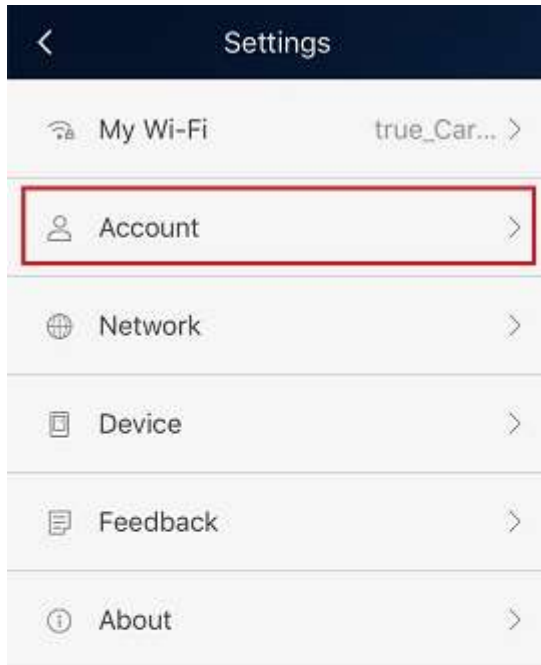 Settings
My Wi-Fi true_Car...
Account
Network
Device
Feedback
About